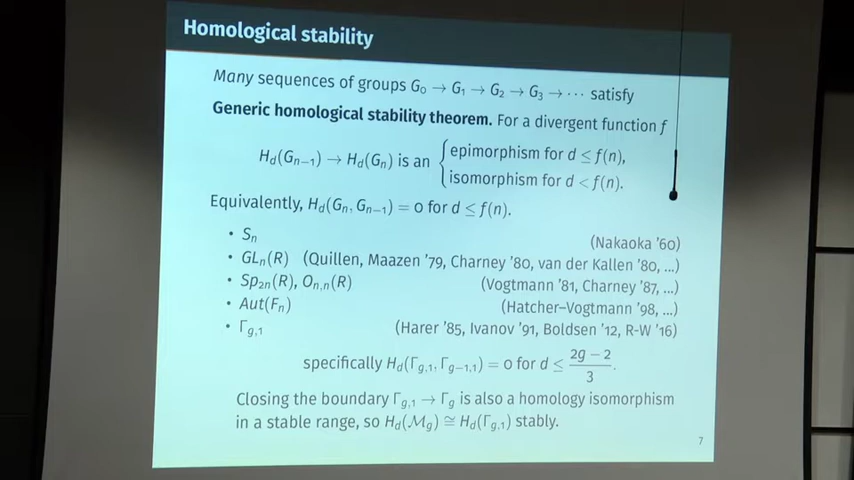 Homological stability
Many sequences of groups G₀ → G₁ → G₂ → G₃ → ⋯ satisfy
Generic homological stability theorem. For a divergent function f
H_d(G_{n−1}) → H_d(G_n) is an { epimorphism for d ≤ f(n),
isomorphism for d < f(n).
Equivalently, H_d(G_n, G_{n−1}) = 0 for d ≤ f(n).
• S_n (Nakaoka '60)
• GL_n(R) (Quillen, Maazen '79, Charney '80, van der Kallen '80, ...)
• Sp_{2n}(R), O_{n,n}(R) (Vogtmann '81, Charney '87, ...)
• Aut(F_n) (Hatcher–Vogtmann '98, ...)
• Γ_{g,1} (Harer '85, Ivanov '91, Boldsen '12, R-W '16)
specifically H_d(Γ_{g,1}, Γ_{g−1,1}) = 0 for d ≤ (2g − 2)/3.
Closing the boundary Γ_{g,1} → Γ_g is also a homology isomorphism
in a stable range, so H_d(ℳ_g) ≅ H_d(Γ_{g,1}) stably.
7